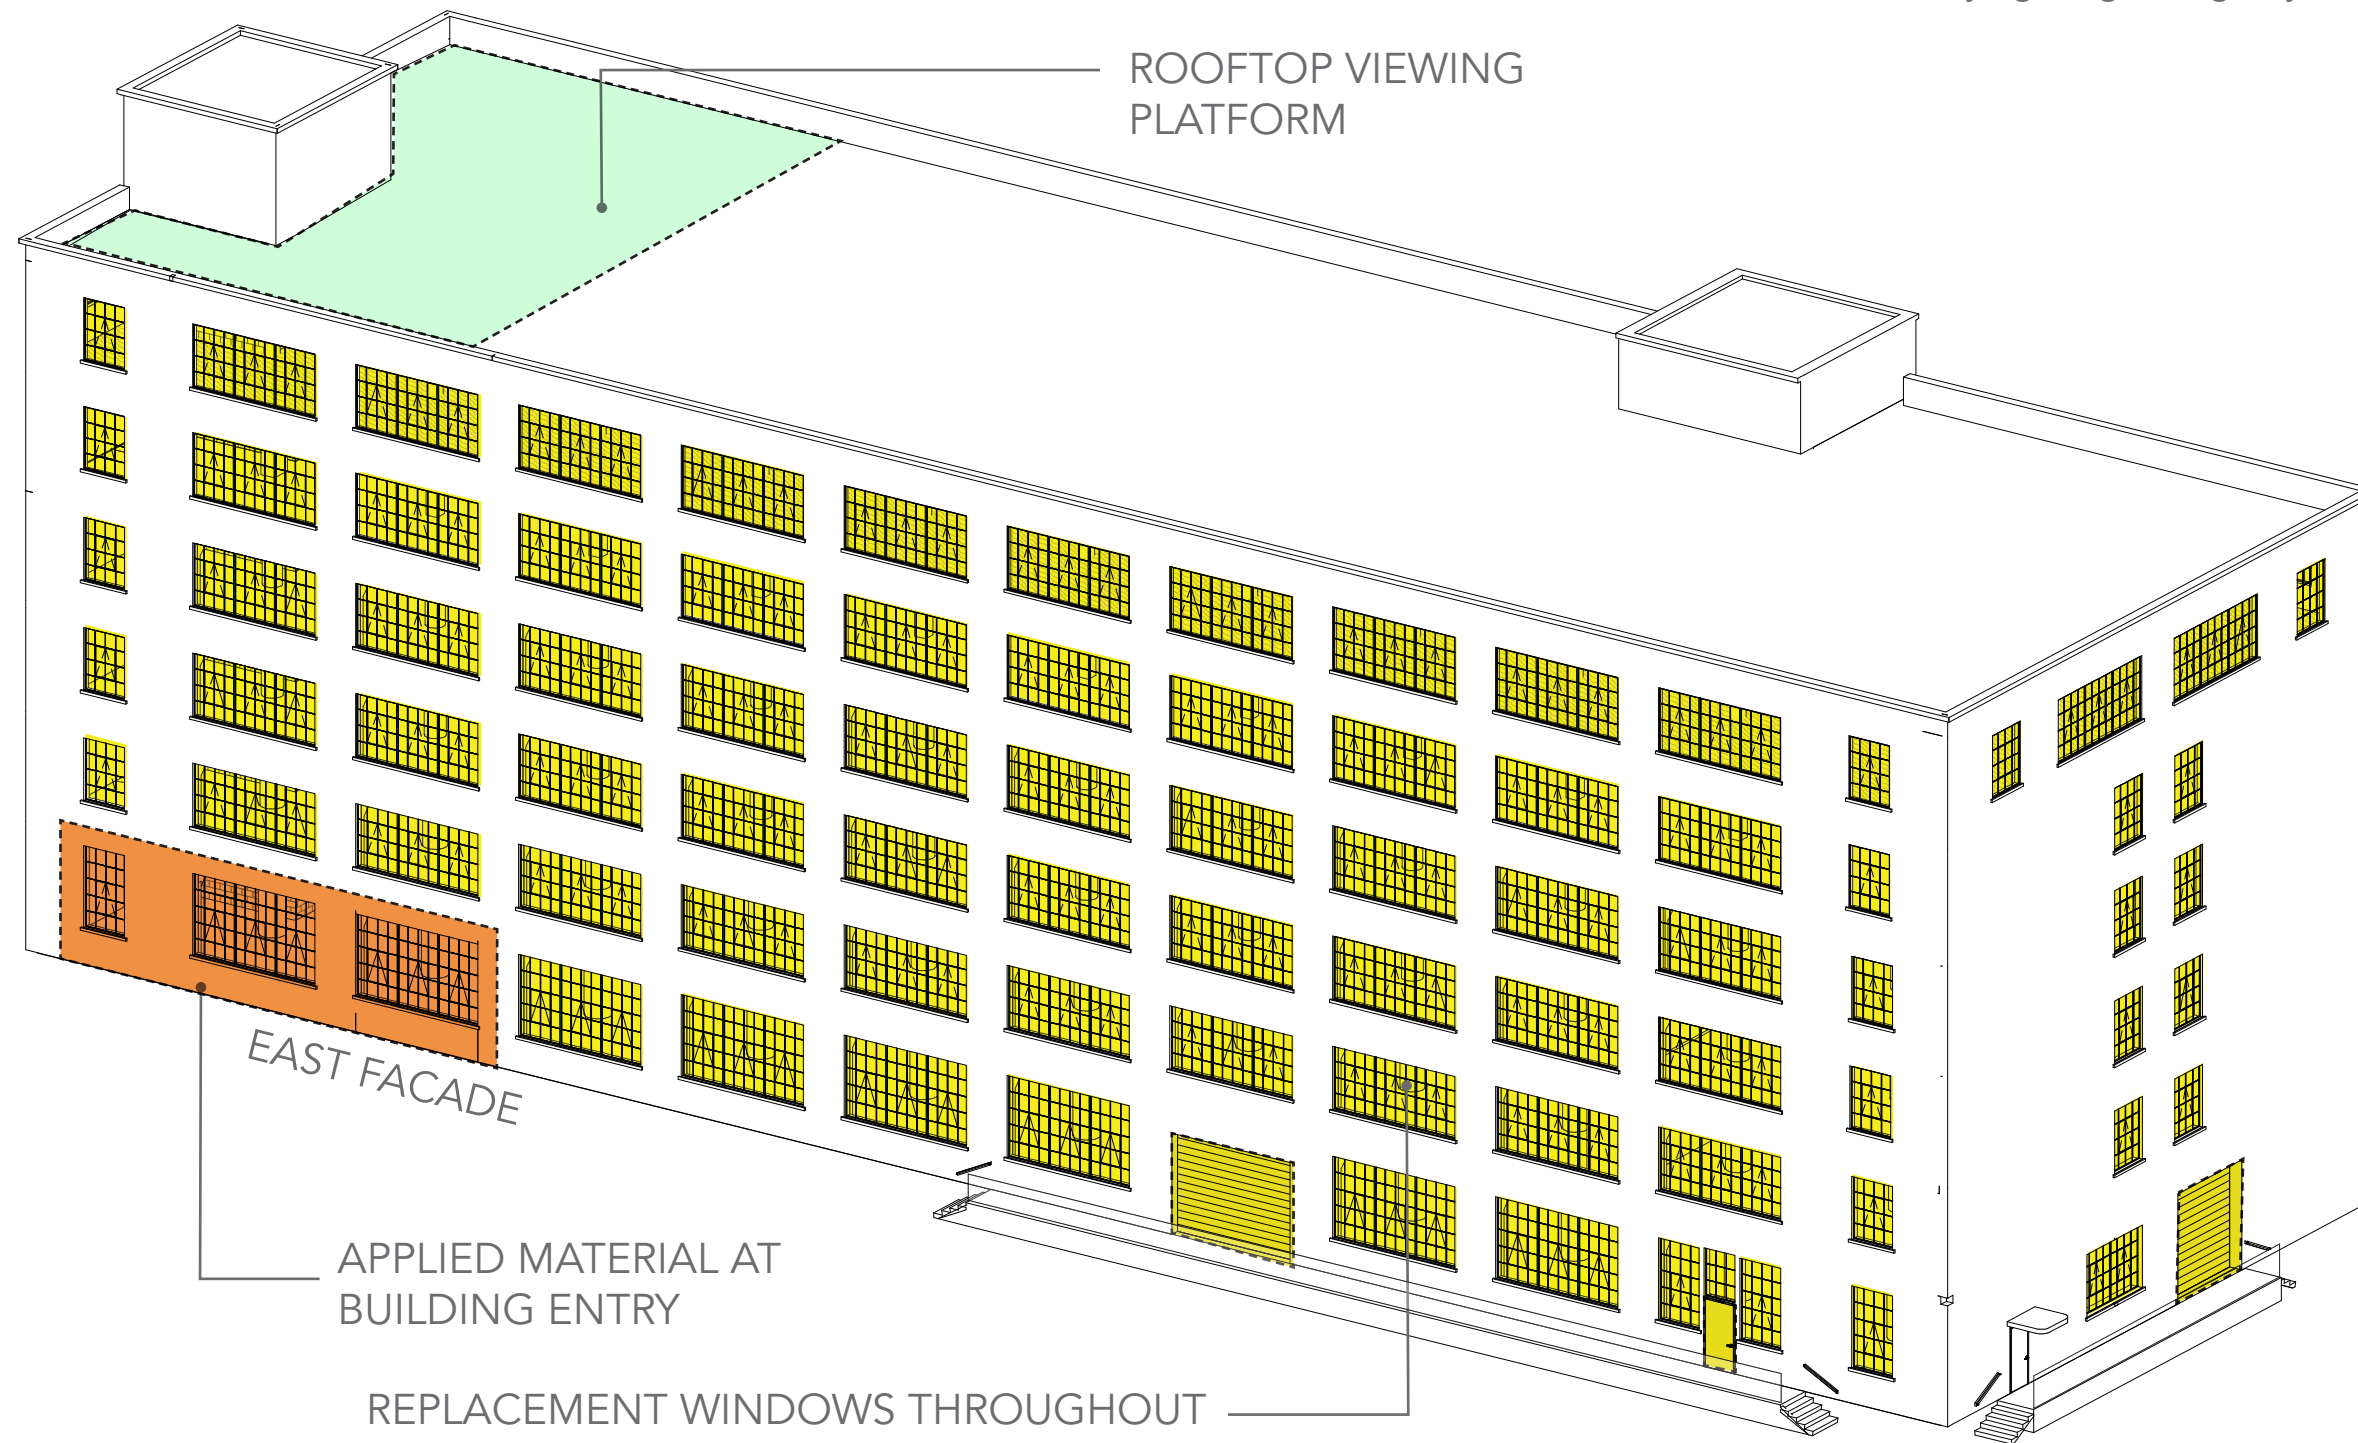 ROOFTOP VIEWING
PLATFORM
EAST FACADE
APPLIED MATERIAL AT
BUILDING ENTRY
REPLACEMENT WINDOWS THROUGHOUT